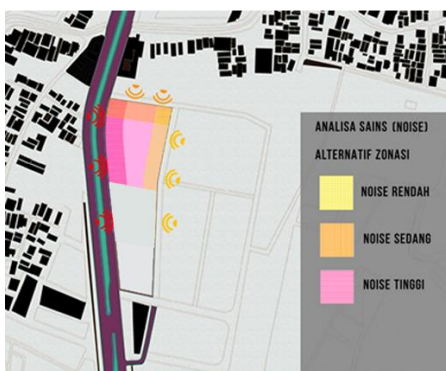 ANALISA SAINS (NOISE)
ALTERNATIF ZONASI
NOISE RENDAH
NOISE SEDANG
NOISE TINGGI